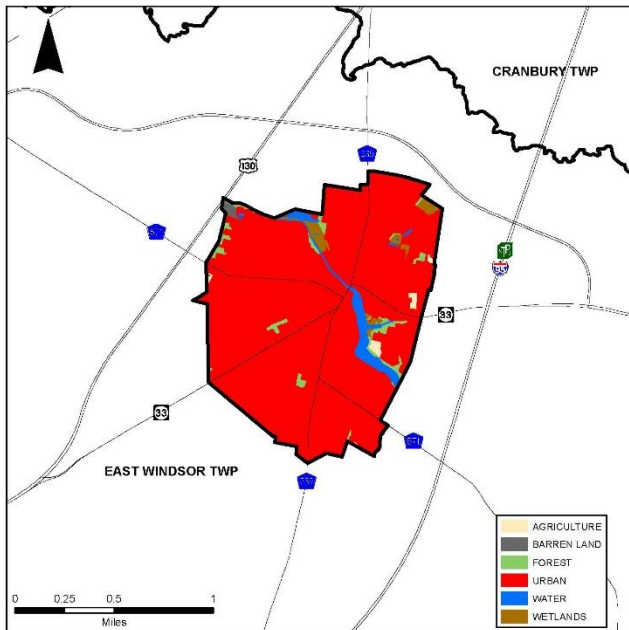 CRANBURY TWP
130
95
33
33
EAST WINDSOR TWP
AGRICULTURE
BARREN LAND
FOREST
URBAN
WATER
WETLANDS
0 0.25 0.5 1
Miles